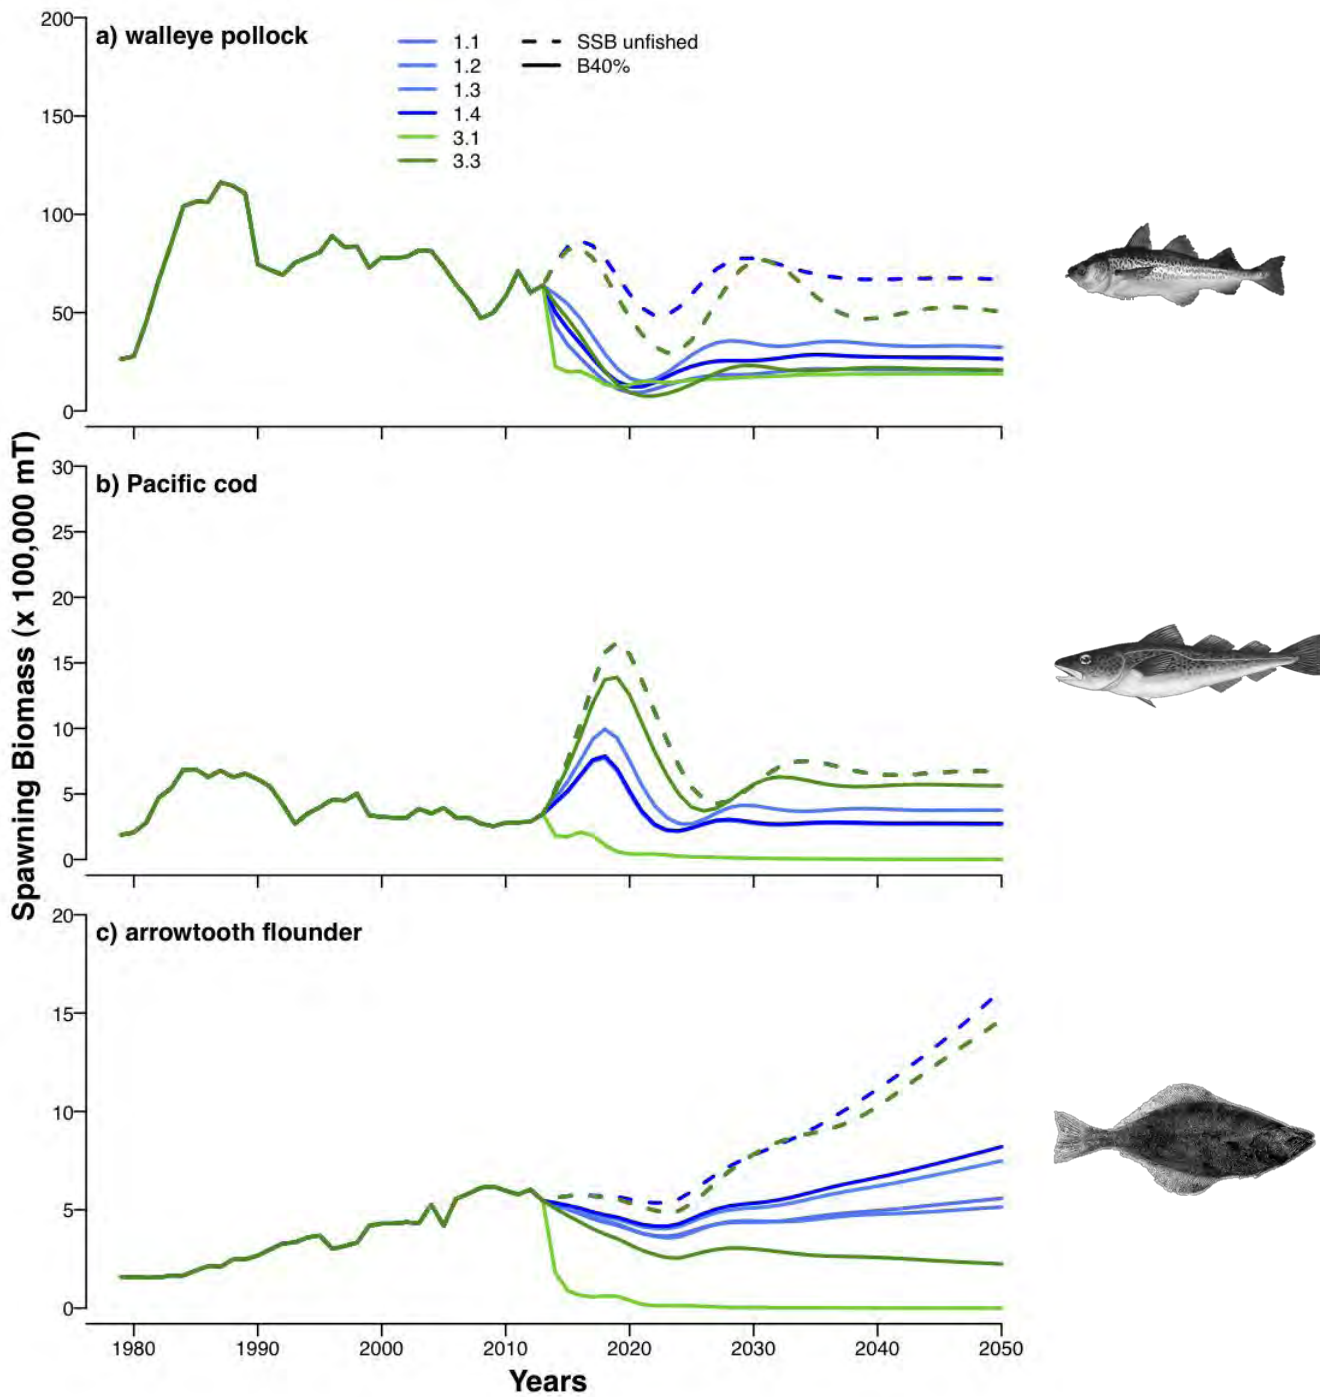 a) walleye pollock
1.1
1.2
1.3
1.4
3.1
3.3
SSB unfished
B40%
200
150
100
50
0
b) Pacific cod
30
25
20
15
10
5
0
c) arrowtooth flounder
20
15
10
5
0
1980 1990 2000 2010 2020 2030 2040 2050
Years
Spawning Biomass (x 100,000 mT)